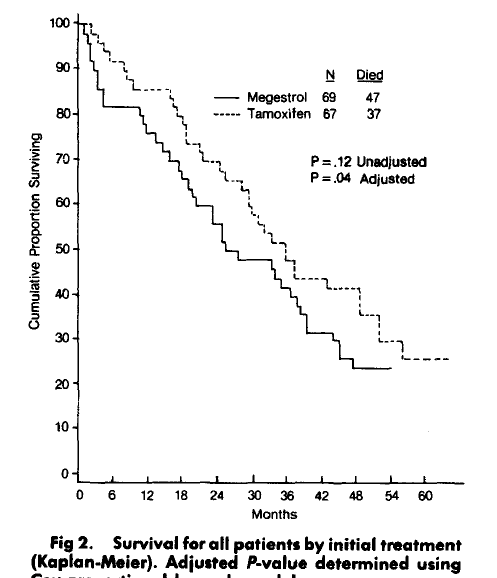 100
90
80
70
60
50
40
30
20
10
0
Cumulative Proportion Surviving
N Died
Megestrol 69 47
Tamoxifen 67 37
P = .12 Unadjusted
P = .04 Adjusted
0 6 12 18 24 30 36 42 48 54 60
Months
Fig 2. Survival for all patients by initial treatment
(Kaplan-Meier). Adjusted P-value determined using